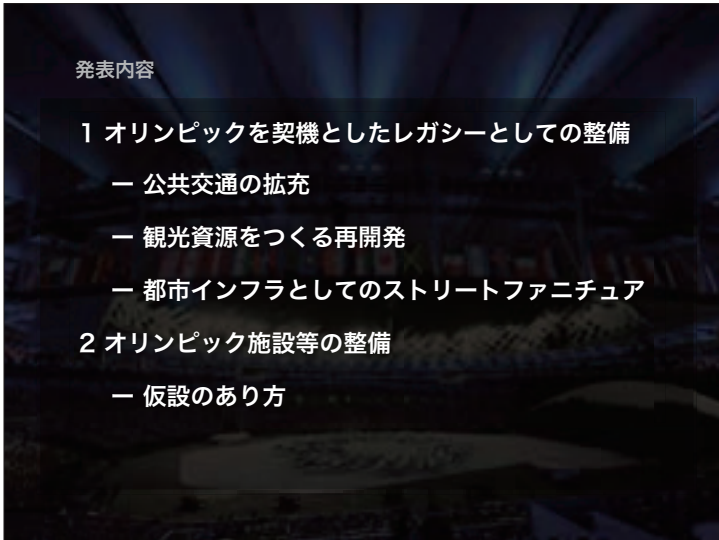 発表内容
1 オリンピックを契機としたレガシーとしての整備
ー 公共交通の拡充
ー 観光資源をつくる再開発
ー 都市インフラとしてのストリートファニチュア
2 オリンピック施設等の整備
ー 仮設のあり方